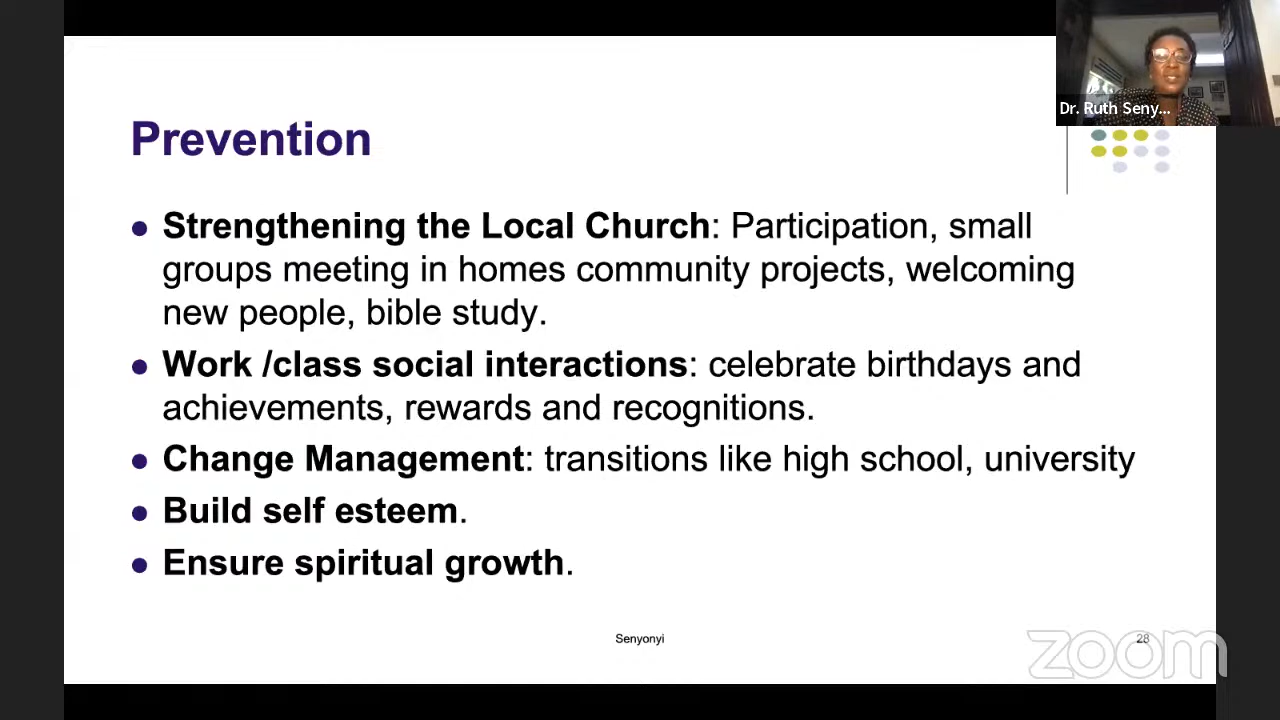 Dr. Ruth Seny...
Prevention
• Strengthening the Local Church: Participation, small
groups meeting in homes community projects, welcoming
new people, bible study.
• Work /class social interactions: celebrate birthdays and
achievements, rewards and recognitions.
• Change Management: transitions like high school, university
• Build self esteem.
• Ensure spiritual growth.
Senyonyi
28
zoom